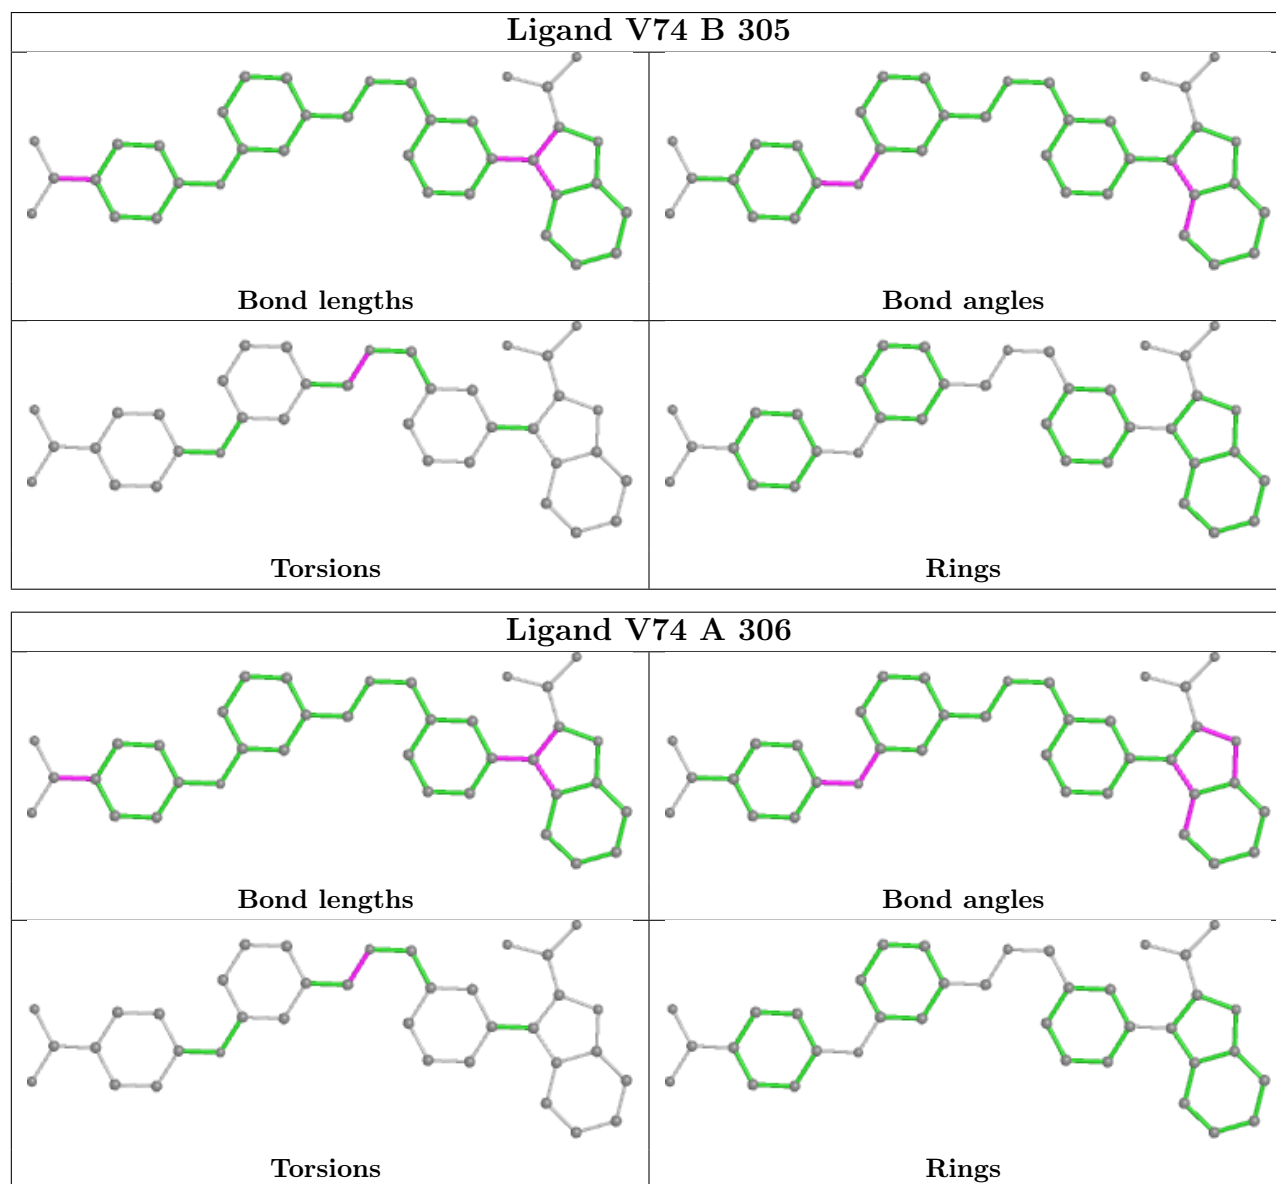 Ligand V74 B 305
Bond lengths
Bond angles
Torsions
Rings
Ligand V74 A 306
Bond lengths
Bond angles
Torsions
Rings